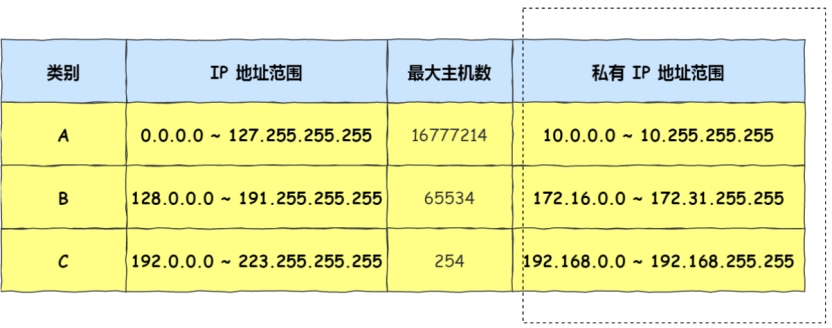 类别 IP 地址范围 最大主机数 私有 IP 地址范围
A 0.0.0.0 ~ 127.255.255.255 16777214 10.0.0.0 ~ 10.255.255.255
B 128.0.0.0 ~ 191.255.255.255 65534 172.16.0.0 ~ 172.31.255.255
C 192.0.0.0 ~ 223.255.255.255 254 192.168.0.0 ~ 192.168.255.255